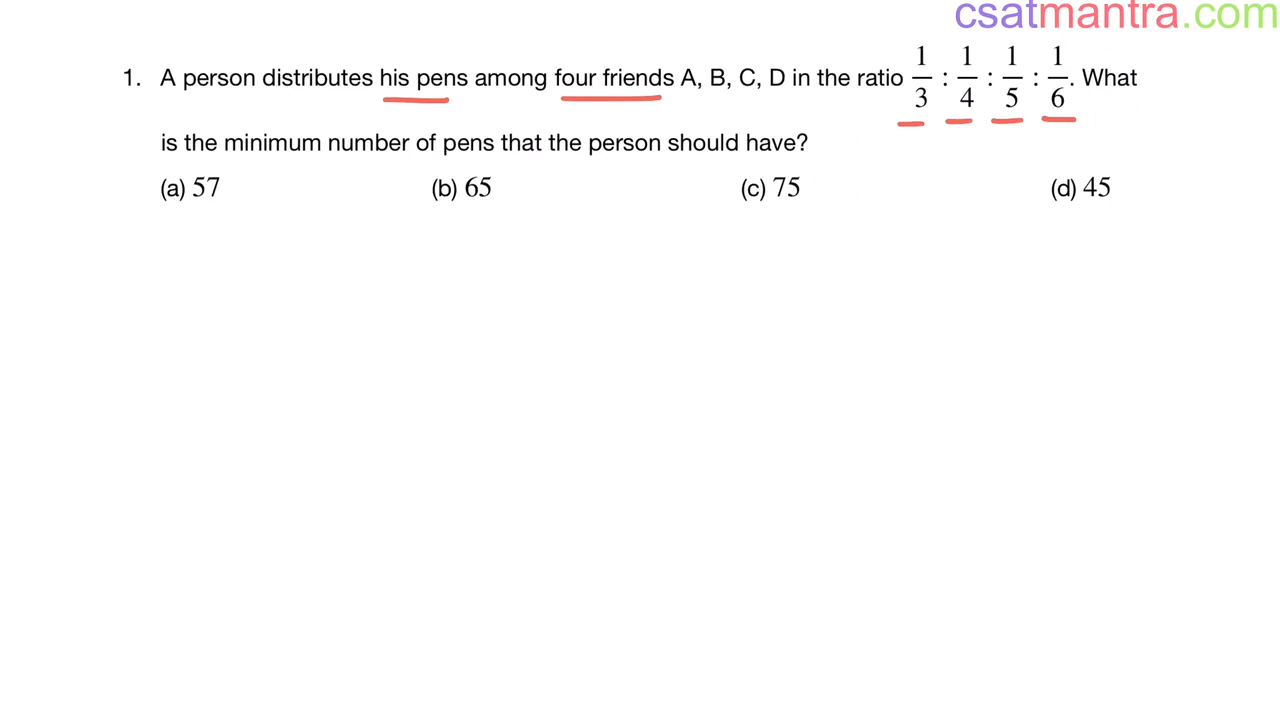 csatmantra.com
1. A person distributes his pens among four friends A, B, C, D in the ratio 1/3 : 1/4 : 1/5 : 1/6. What
is the minimum number of pens that the person should have?
(a) 57 (b) 65 (c) 75 (d) 45